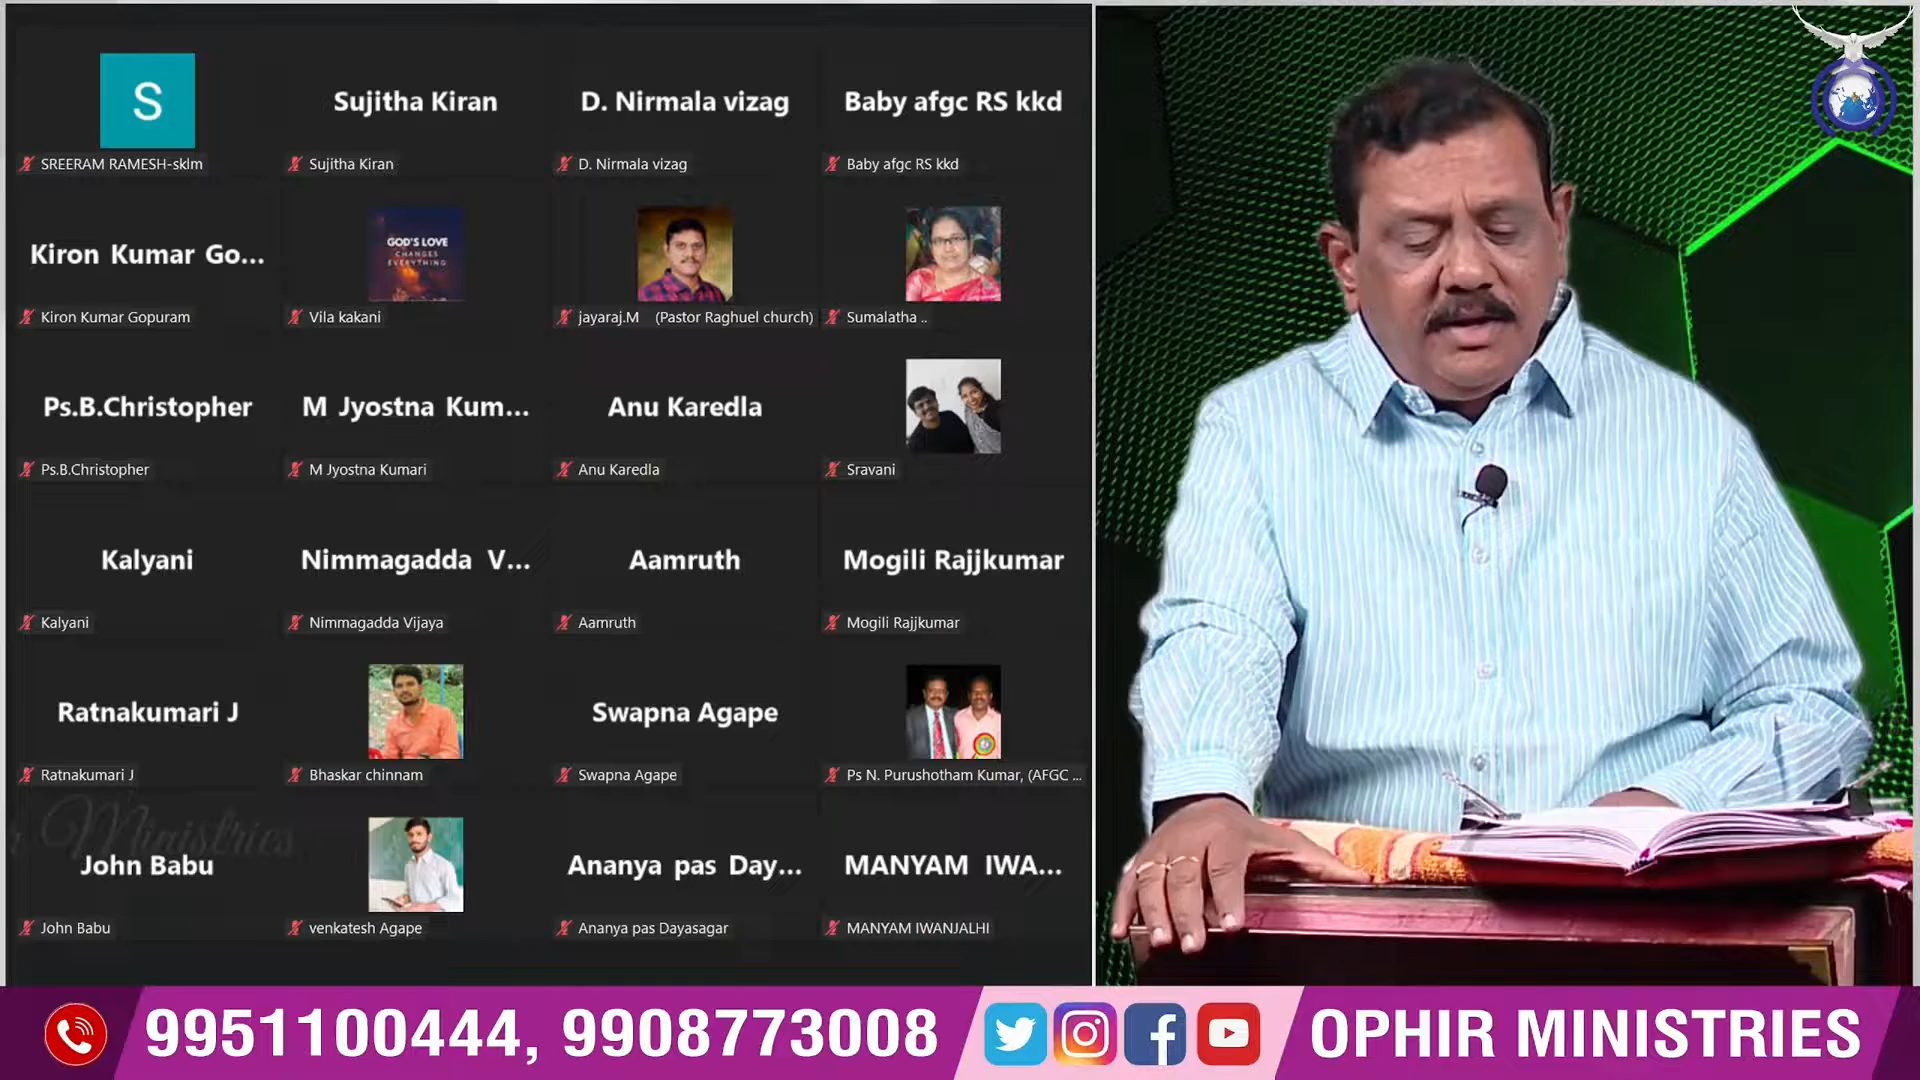 S
SREERAM RAMESH-sklm
Sujitha Kiran
Sujitha Kiran
D. Nirmala vizag
D. Nirmala vizag
Baby afgc RS kkd
Baby afgc RS kkd
Kiron Kumar Go...
Kiron Kumar Gopuram
GOD'S LOVE
CHANGES
EVERYTHING
Vila kakani
jayaraj.M (Pastor Raghuel church)
Sumalatha ..
Ps.B.Christopher
Ps.B.Christopher
M Jyostna Kum...
M Jyostna Kumari
Anu Karedla
Anu Karedla
Sravani
Kalyani
Kalyani
Nimmagadda V...
Nimmagadda Vijaya
Aamruth
Aamruth
Mogili Rajjkumar
Mogili Rajjkumar
Ratnakumari J
Ratnakumari J
Bhaskar chinnam
Swapna Agape
Swapna Agape
Ps N. Purushotham Kumar, (AFGC ...
Ministries
John Babu
John Babu
venkatesh Agape
Ananya pas Day...
Ananya pas Dayasagar
MANYAM IWA...
MANYAM IWANJALHI
9951100444, 9908773008
OPHIR MINISTRIES